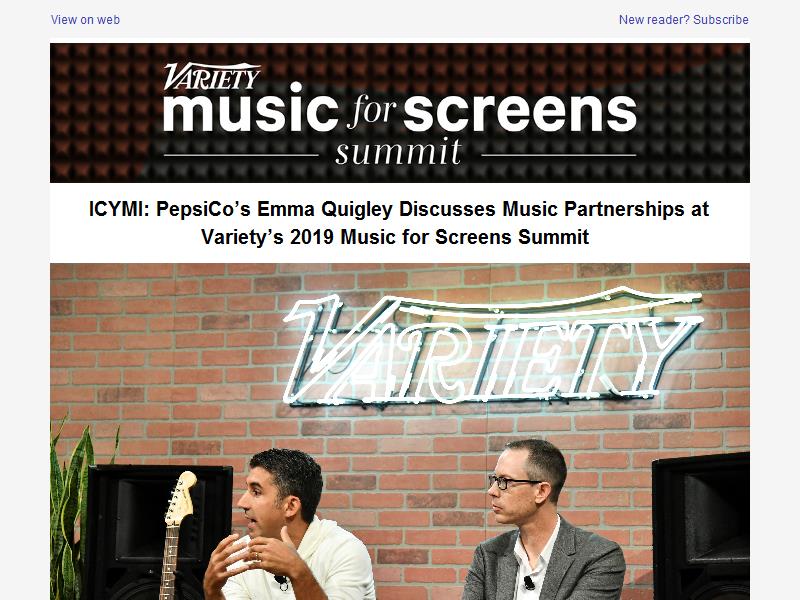 View on web
New reader? Subscribe
VARIETY
music for screens
summit
ICYMI: PepsiCo’s Emma Quigley Discusses Music Partnerships at
Variety’s 2019 Music for Screens Summit
VARIETY